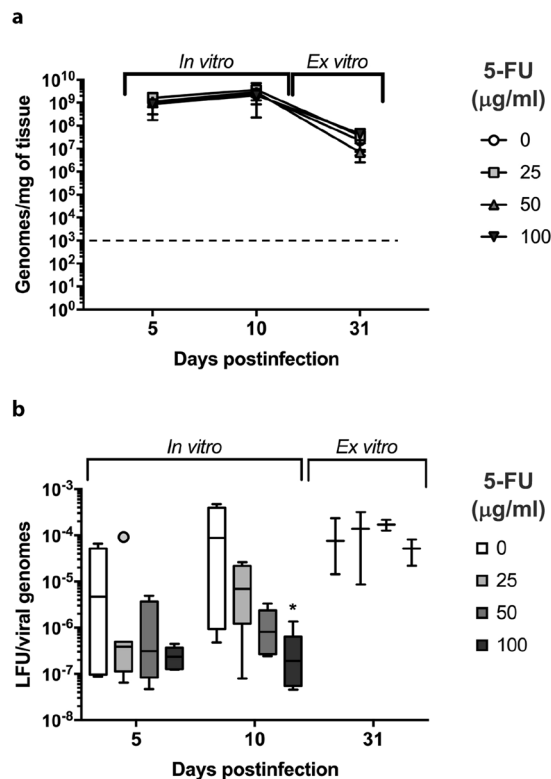 a
In vitro
Ex vitro
Genomes/mg of tissue
10^10
10^9
10^8
10^7
10^6
10^5
10^4
10^3
10^2
10^1
10^0
5
10
31
Days postinfection
5-FU
(μg/ml)
0
25
50
100
b
In vitro
Ex vitro
LFU/viral genomes
10^-3
10^-4
10^-5
10^-6
10^-7
10^-8
*
5
10
31
Days postinfection
5-FU
(μg/ml)
0
25
50
100